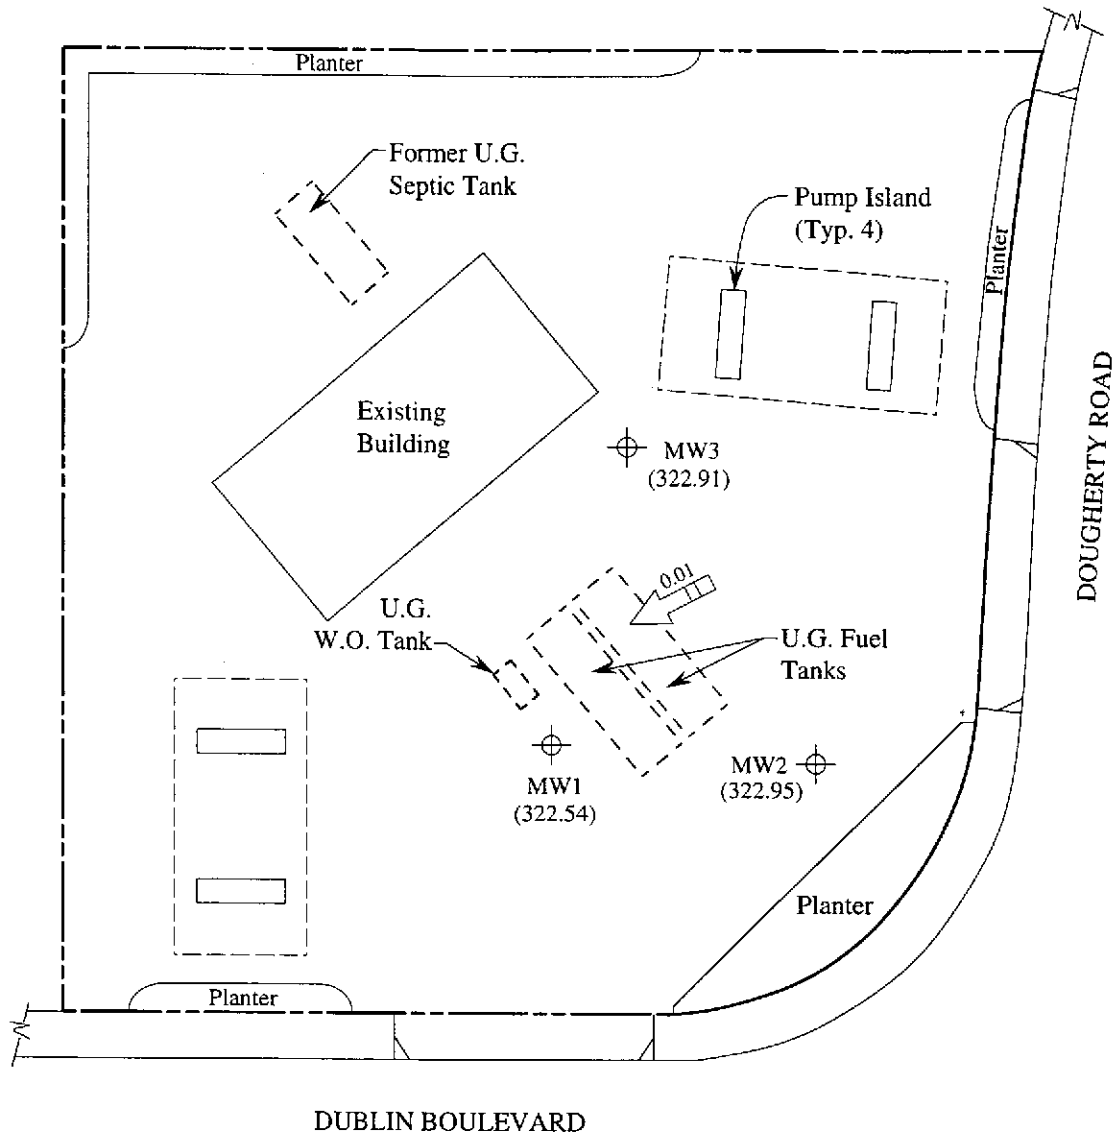 Planter
Former U.G.
Septic Tank
Pump Island
(Typ. 4)
Planter
Existing
Building
MW3
(322.91)
DOUGHERTY ROAD
0.01
U.G.
W.O. Tank
U.G. Fuel
Tanks
MW1
(322.54)
MW2
(322.95)
Planter
Planter
DUBLIN BOULEVARD